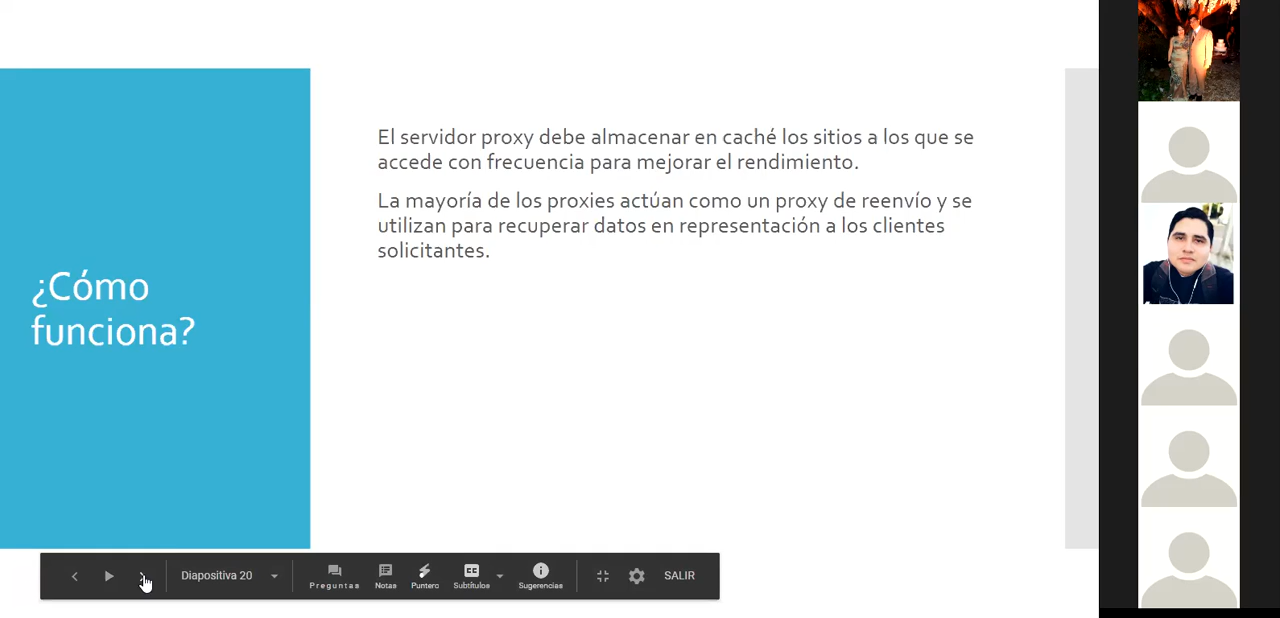 El servidor proxy debe almacenar en caché los sitios a los que se
accede con frecuencia para mejorar el rendimiento.
La mayoría de los proxies actúan como un proxy de reenvío y se
utilizan para recuperar datos en representación a los clientes
solicitantes.
¿Cómo
funciona?
Diapositiva 20
Preguntas
Notas
Puntero
CC
Subtítulos
Sugerencias
SALIR